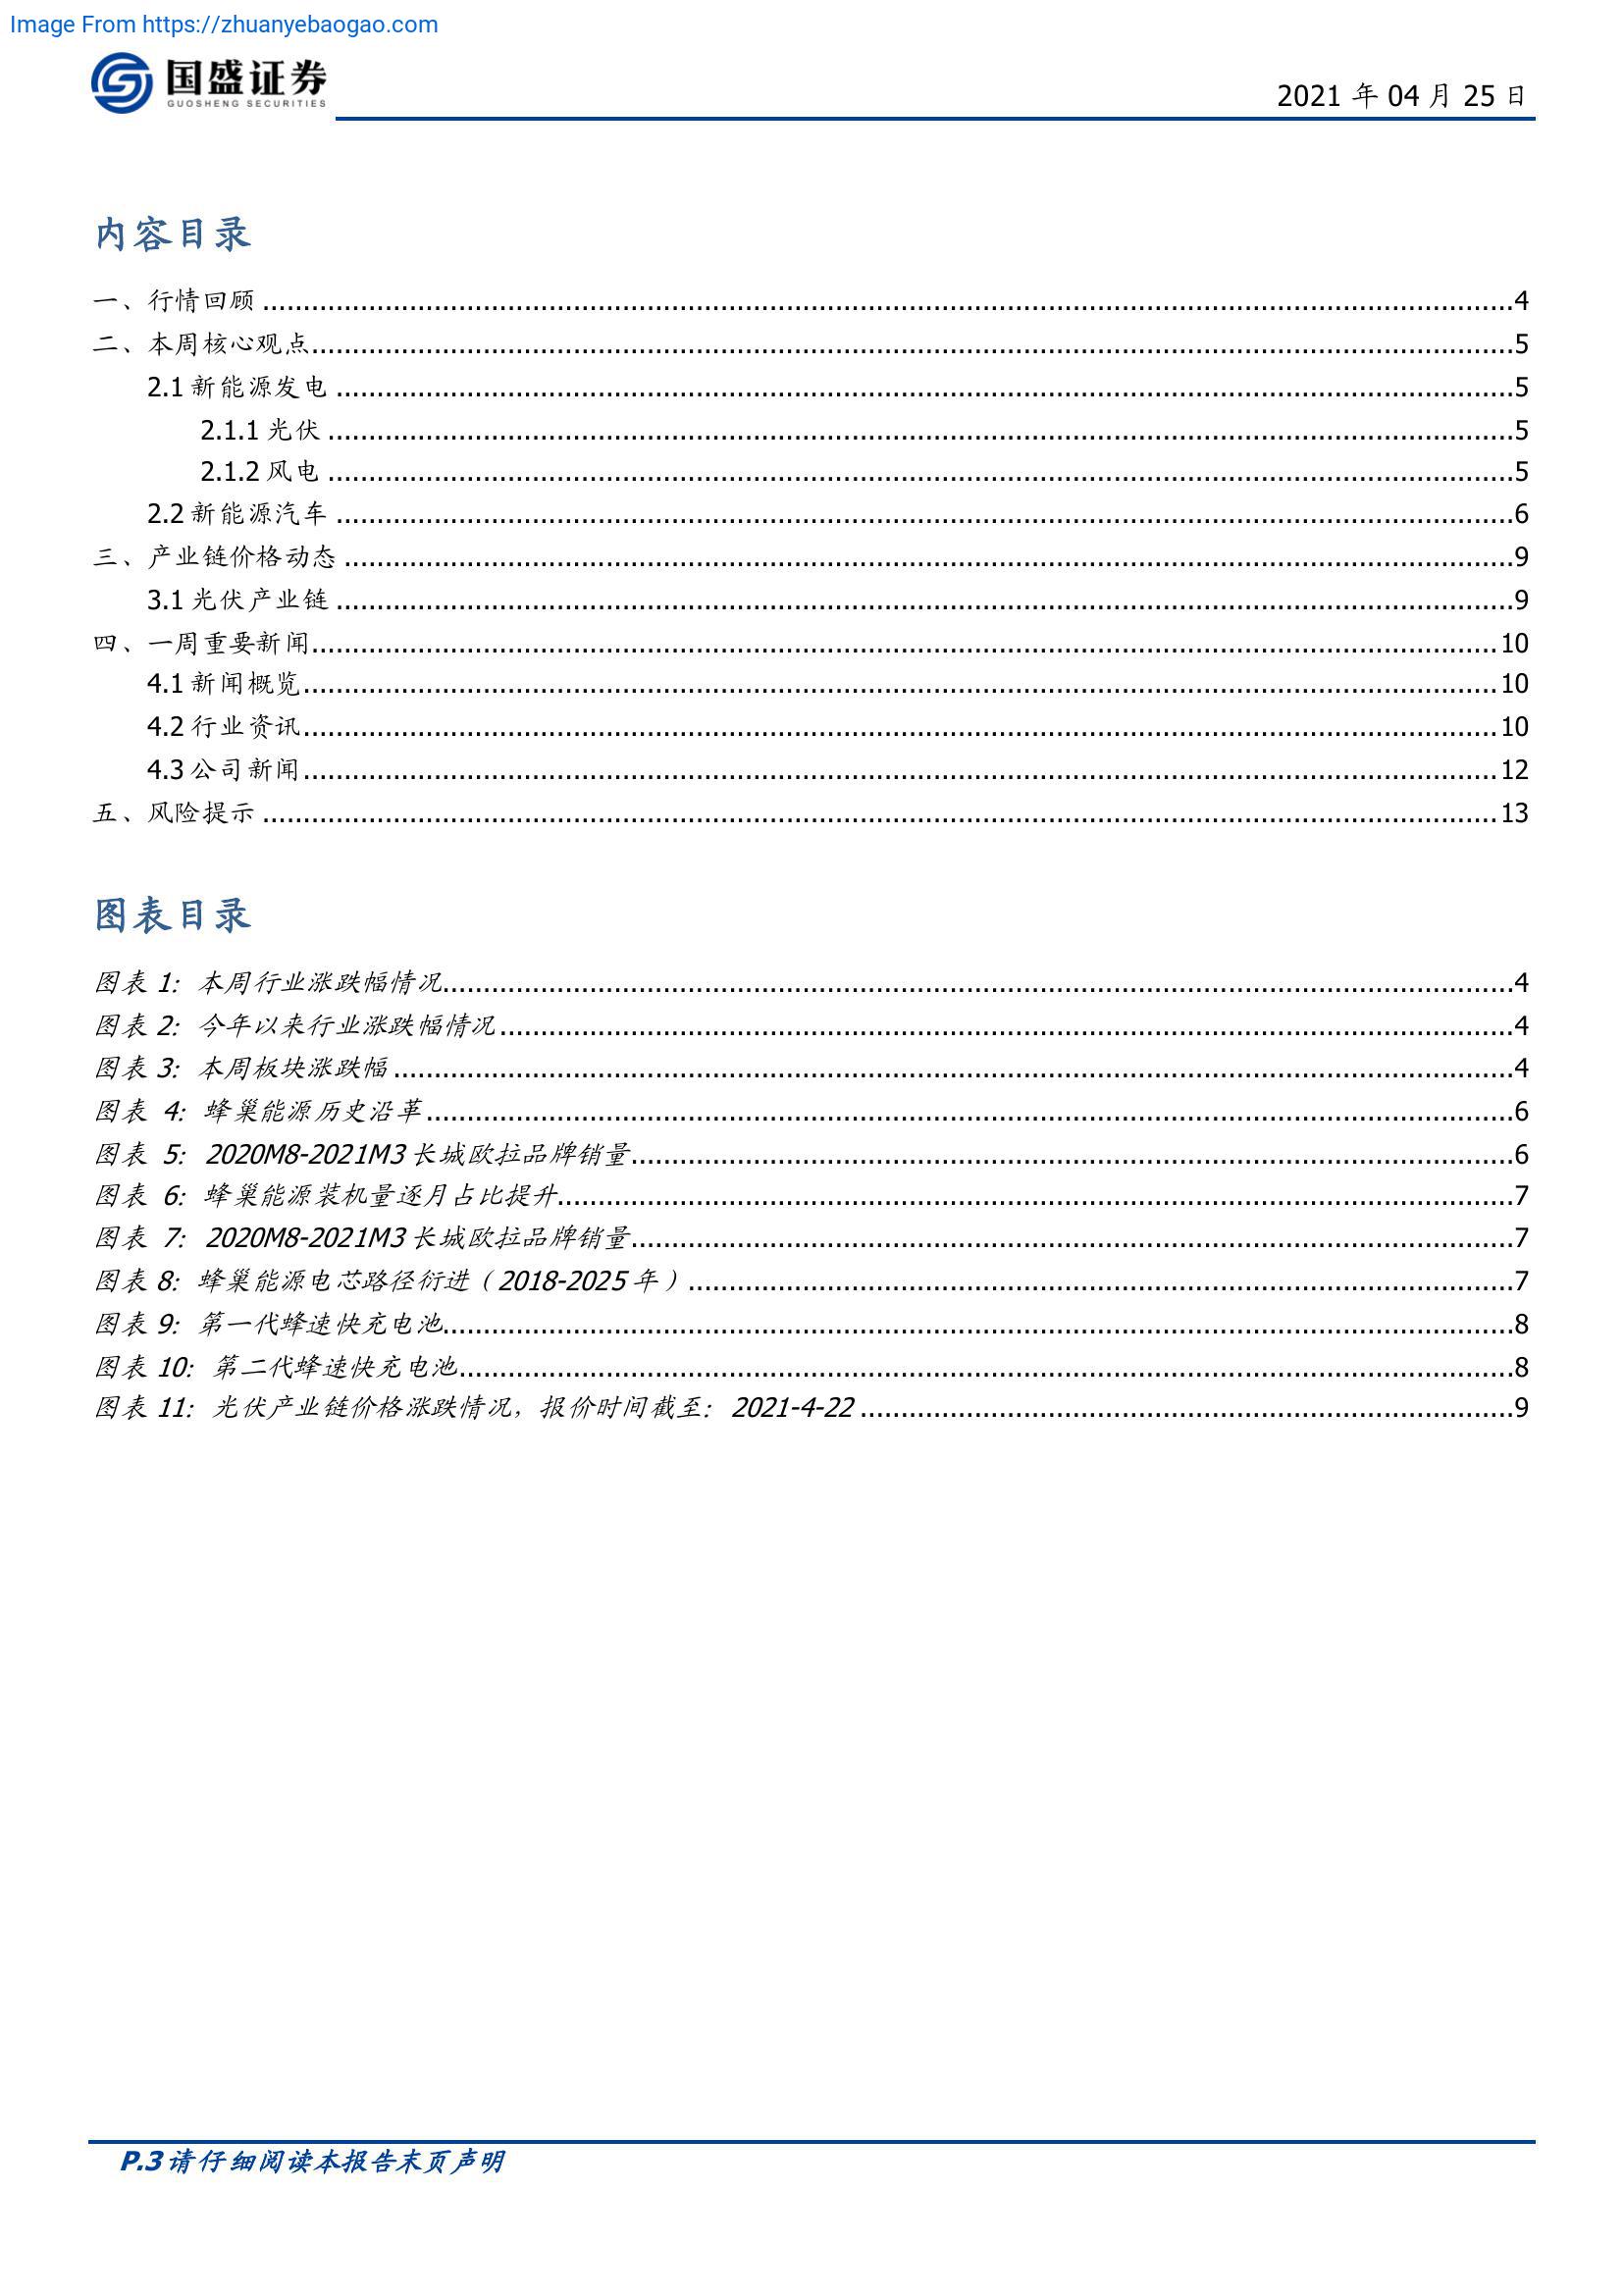 Image From https://zhuanyebaogao.com
国盛证券
GUOSHENG SECURITIES
2021 年 04 月 25 日
内容目录
一、行情回顾 ........ 4
二、本周核心观点 ........ 5
2.1 新能源发电 ........ 5
2.1.1 光伏 ........ 5
2.1.2 风电 ........ 5
2.2 新能源汽车 ........ 6
三、产业链价格动态 ........ 9
3.1 光伏产业链 ........ 9
四、一周重要新闻 ........ 10
4.1 新闻概览 ........ 10
4.2 行业资讯 ........ 10
4.3 公司新闻 ........ 12
五、风险提示 ........ 13
图表目录
图表 1：本周行业涨跌幅情况 ........ 4
图表 2：今年以来行业涨跌幅情况 ........ 4
图表 3：本周板块涨跌幅 ........ 4
图表 4：蜂巢能源历史沿革 ........ 6
图表 5：2020M8-2021M3 长城欧拉品牌销量 ........ 6
图表 6：蜂巢能源装机量逐月占比提升 ........ 7
图表 7：2020M8-2021M3 长城欧拉品牌销量 ........ 7
图表 8：蜂巢能源电芯路径衍进（2018-2025 年） ........ 7
图表 9：第一代蜂速快充电池 ........ 8
图表 10：第二代蜂速快充电池 ........ 8
图表 11：光伏产业链价格涨跌情况，报价时间截至：2021-4-22 ........ 9
P.3 请仔细阅读本报告末页声明